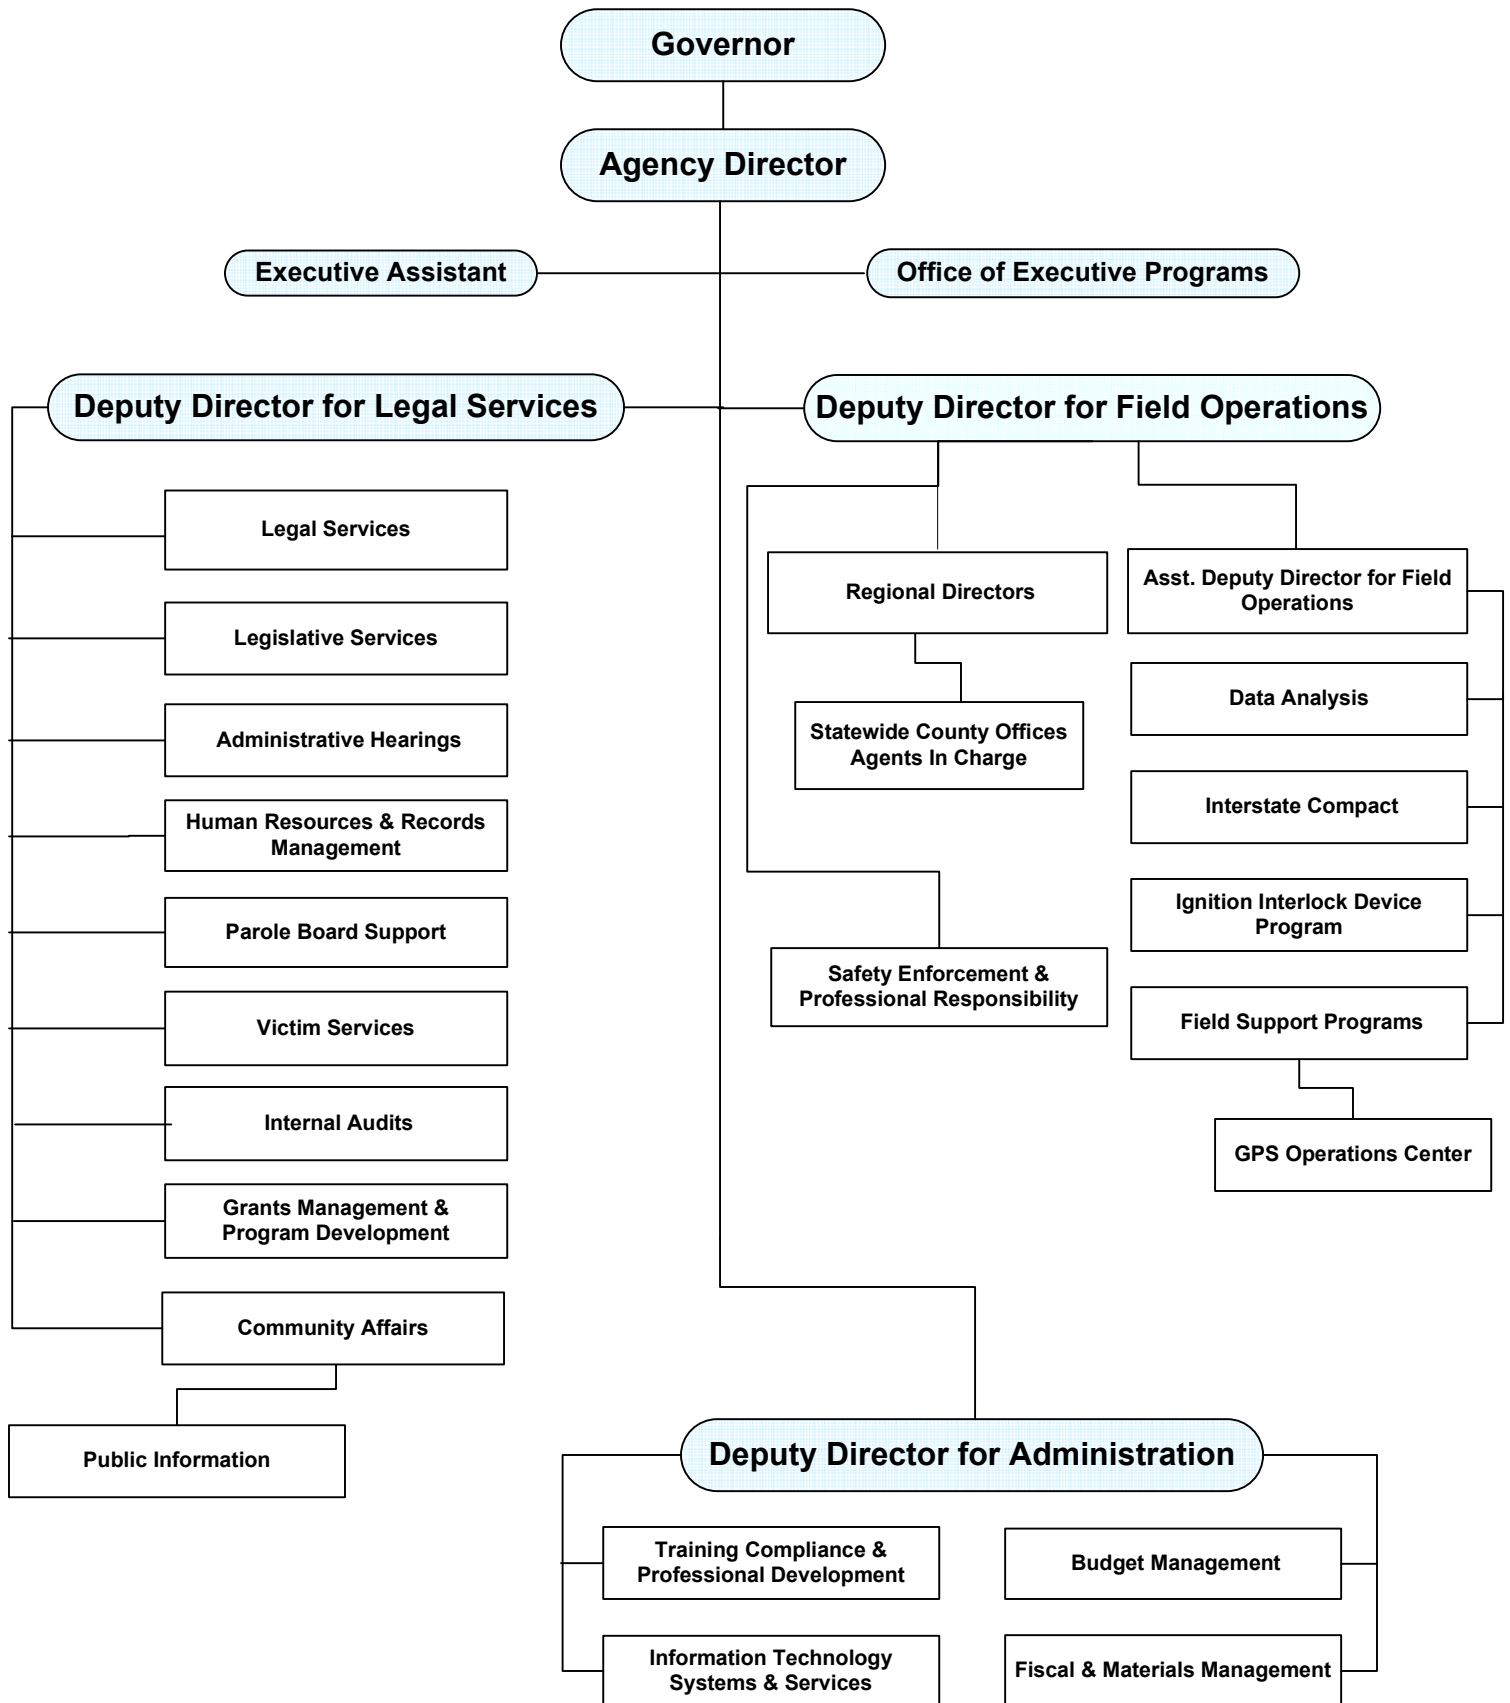 Governor
Agency Director
Executive Assistant
Office of Executive Programs
Deputy Director for Legal Services
Deputy Director for Field Operations
Legal Services
Legislative Services
Administrative Hearings
Human Resources & Records
Management
Parole Board Support
Victim Services
Internal Audits
Grants Management &
Program Development
Community Affairs
Public Information
Regional Directors
Statewide County Offices
Agents In Charge
Safety Enforcement &
Professional Responsibility
Asst. Deputy Director for Field
Operations
Data Analysis
Interstate Compact
Ignition Interlock Device
Program
Field Support Programs
GPS Operations Center
Deputy Director for Administration
Training Compliance &
Professional Development
Information Technology
Systems & Services
Budget Management
Fiscal & Materials Management